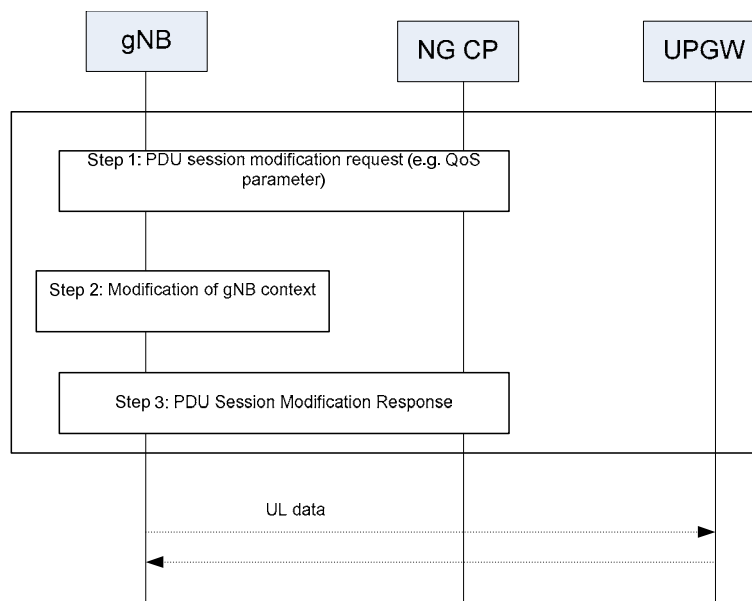 gNB
NG CP
UPGW
Step 1: PDU session modification request (e.g. QoS
parameter)
Step 2: Modification of gNB context
Step 3: PDU Session Modification Response
UL data